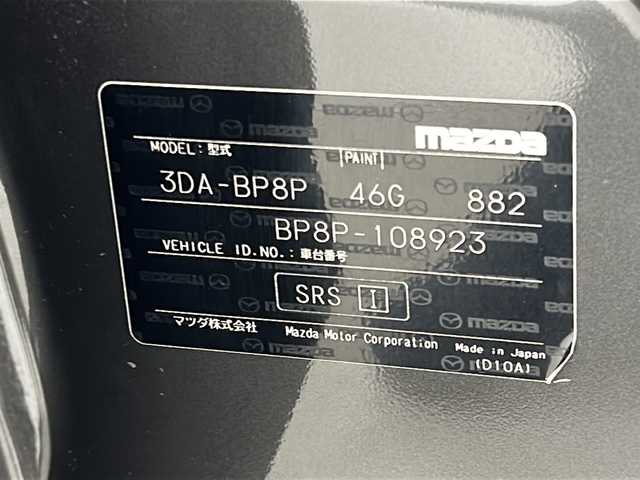 mazda
MODEL:型式 PAINT
3DA-BP8P 46G 882
BP8P-108923
VEHICLE ID.NO.:車台番号
SRS I
マツダ株式会社 Mazda Motor Corporation Made in Japan
(D10A)